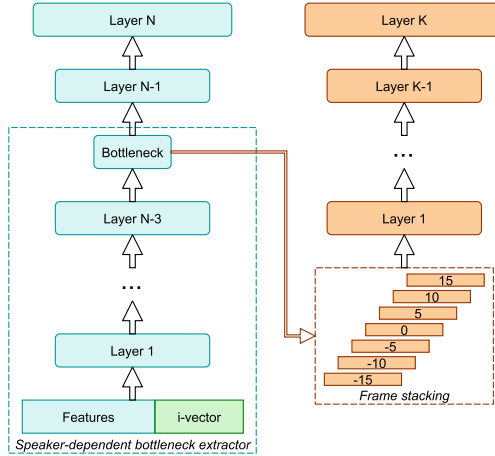 Layer N
Layer N-1
Bottleneck
Layer N-3
...
Layer 1
Features
i-vector
Speaker-dependent bottleneck extractor
Layer K
Layer K-1
...
Layer 1
15
10
5
0
-5
-10
-15
Frame stacking